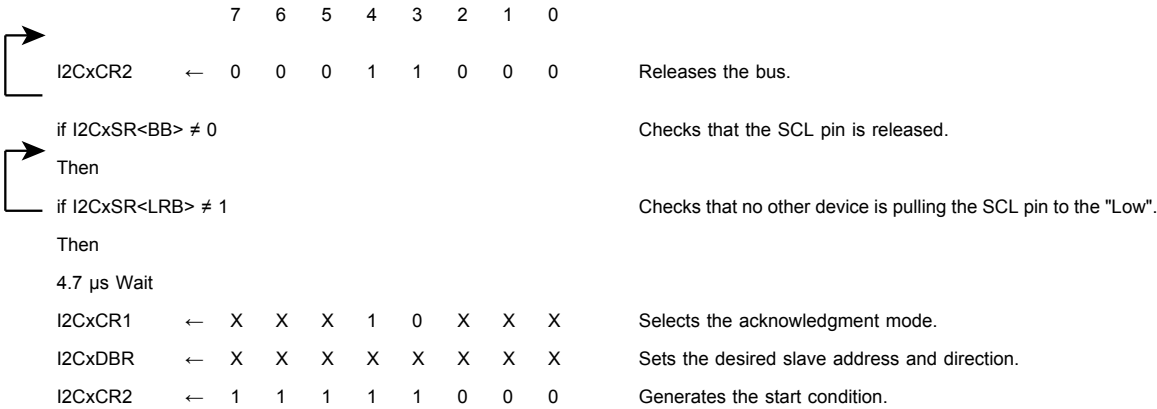 7 6 5 4 3 2 1 0
I2CxCR2 ← 0 0 0 1 1 0 0 0 Releases the bus.
if I2CxSR<BB> ≠ 0 Checks that the SCL pin is released.
Then
if I2CxSR<LRB> ≠ 1 Checks that no other device is pulling the SCL pin to the "Low".
Then
4.7 μs Wait
I2CxCR1 ← X X X 1 0 X X X Selects the acknowledgment mode.
I2CxDBR ← X X X X X X X X Sets the desired slave address and direction.
I2CxCR2 ← 1 1 1 1 1 0 0 0 Generates the start condition.